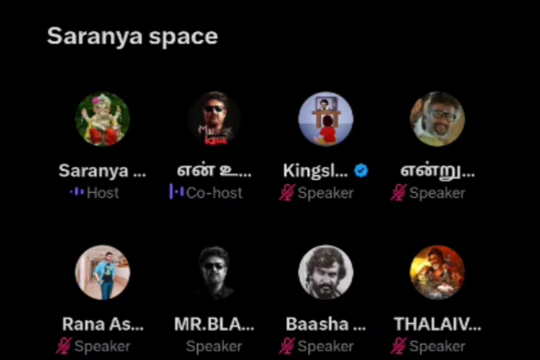 Saranya space
Saranya ... என் உ... Kingsl... என்று...
Host Co-host Speaker Speaker
Rana As... MR.BLA... Baasha ... THALAIV...
Speaker Speaker Speaker Speaker